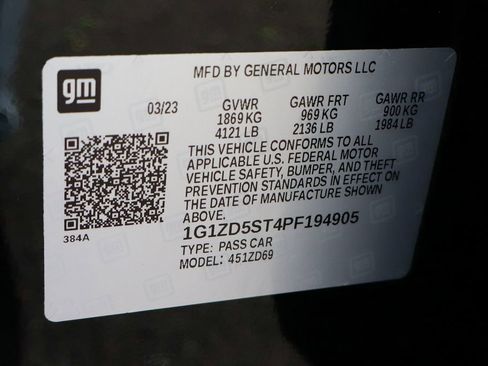 gm
MFD BY GENERAL MOTORS LLC
03/23 GVWR GAWR FRT GAWR RR
1869 KG 969 KG 900 KG
4121 LB 2136 LB 1984 LB
THIS VEHICLE CONFORMS TO ALL
APPLICABLE U.S. FEDERAL MOTOR
VEHICLE SAFETY, BUMPER, AND THEFT
PREVENTION STANDARDS IN EFFECT ON
THE DATE OF MANUFACTURE SHOWN
ABOVE.
384A
1G1ZD5ST4PF194905
TYPE: PASS CAR
MODEL: 451ZD69